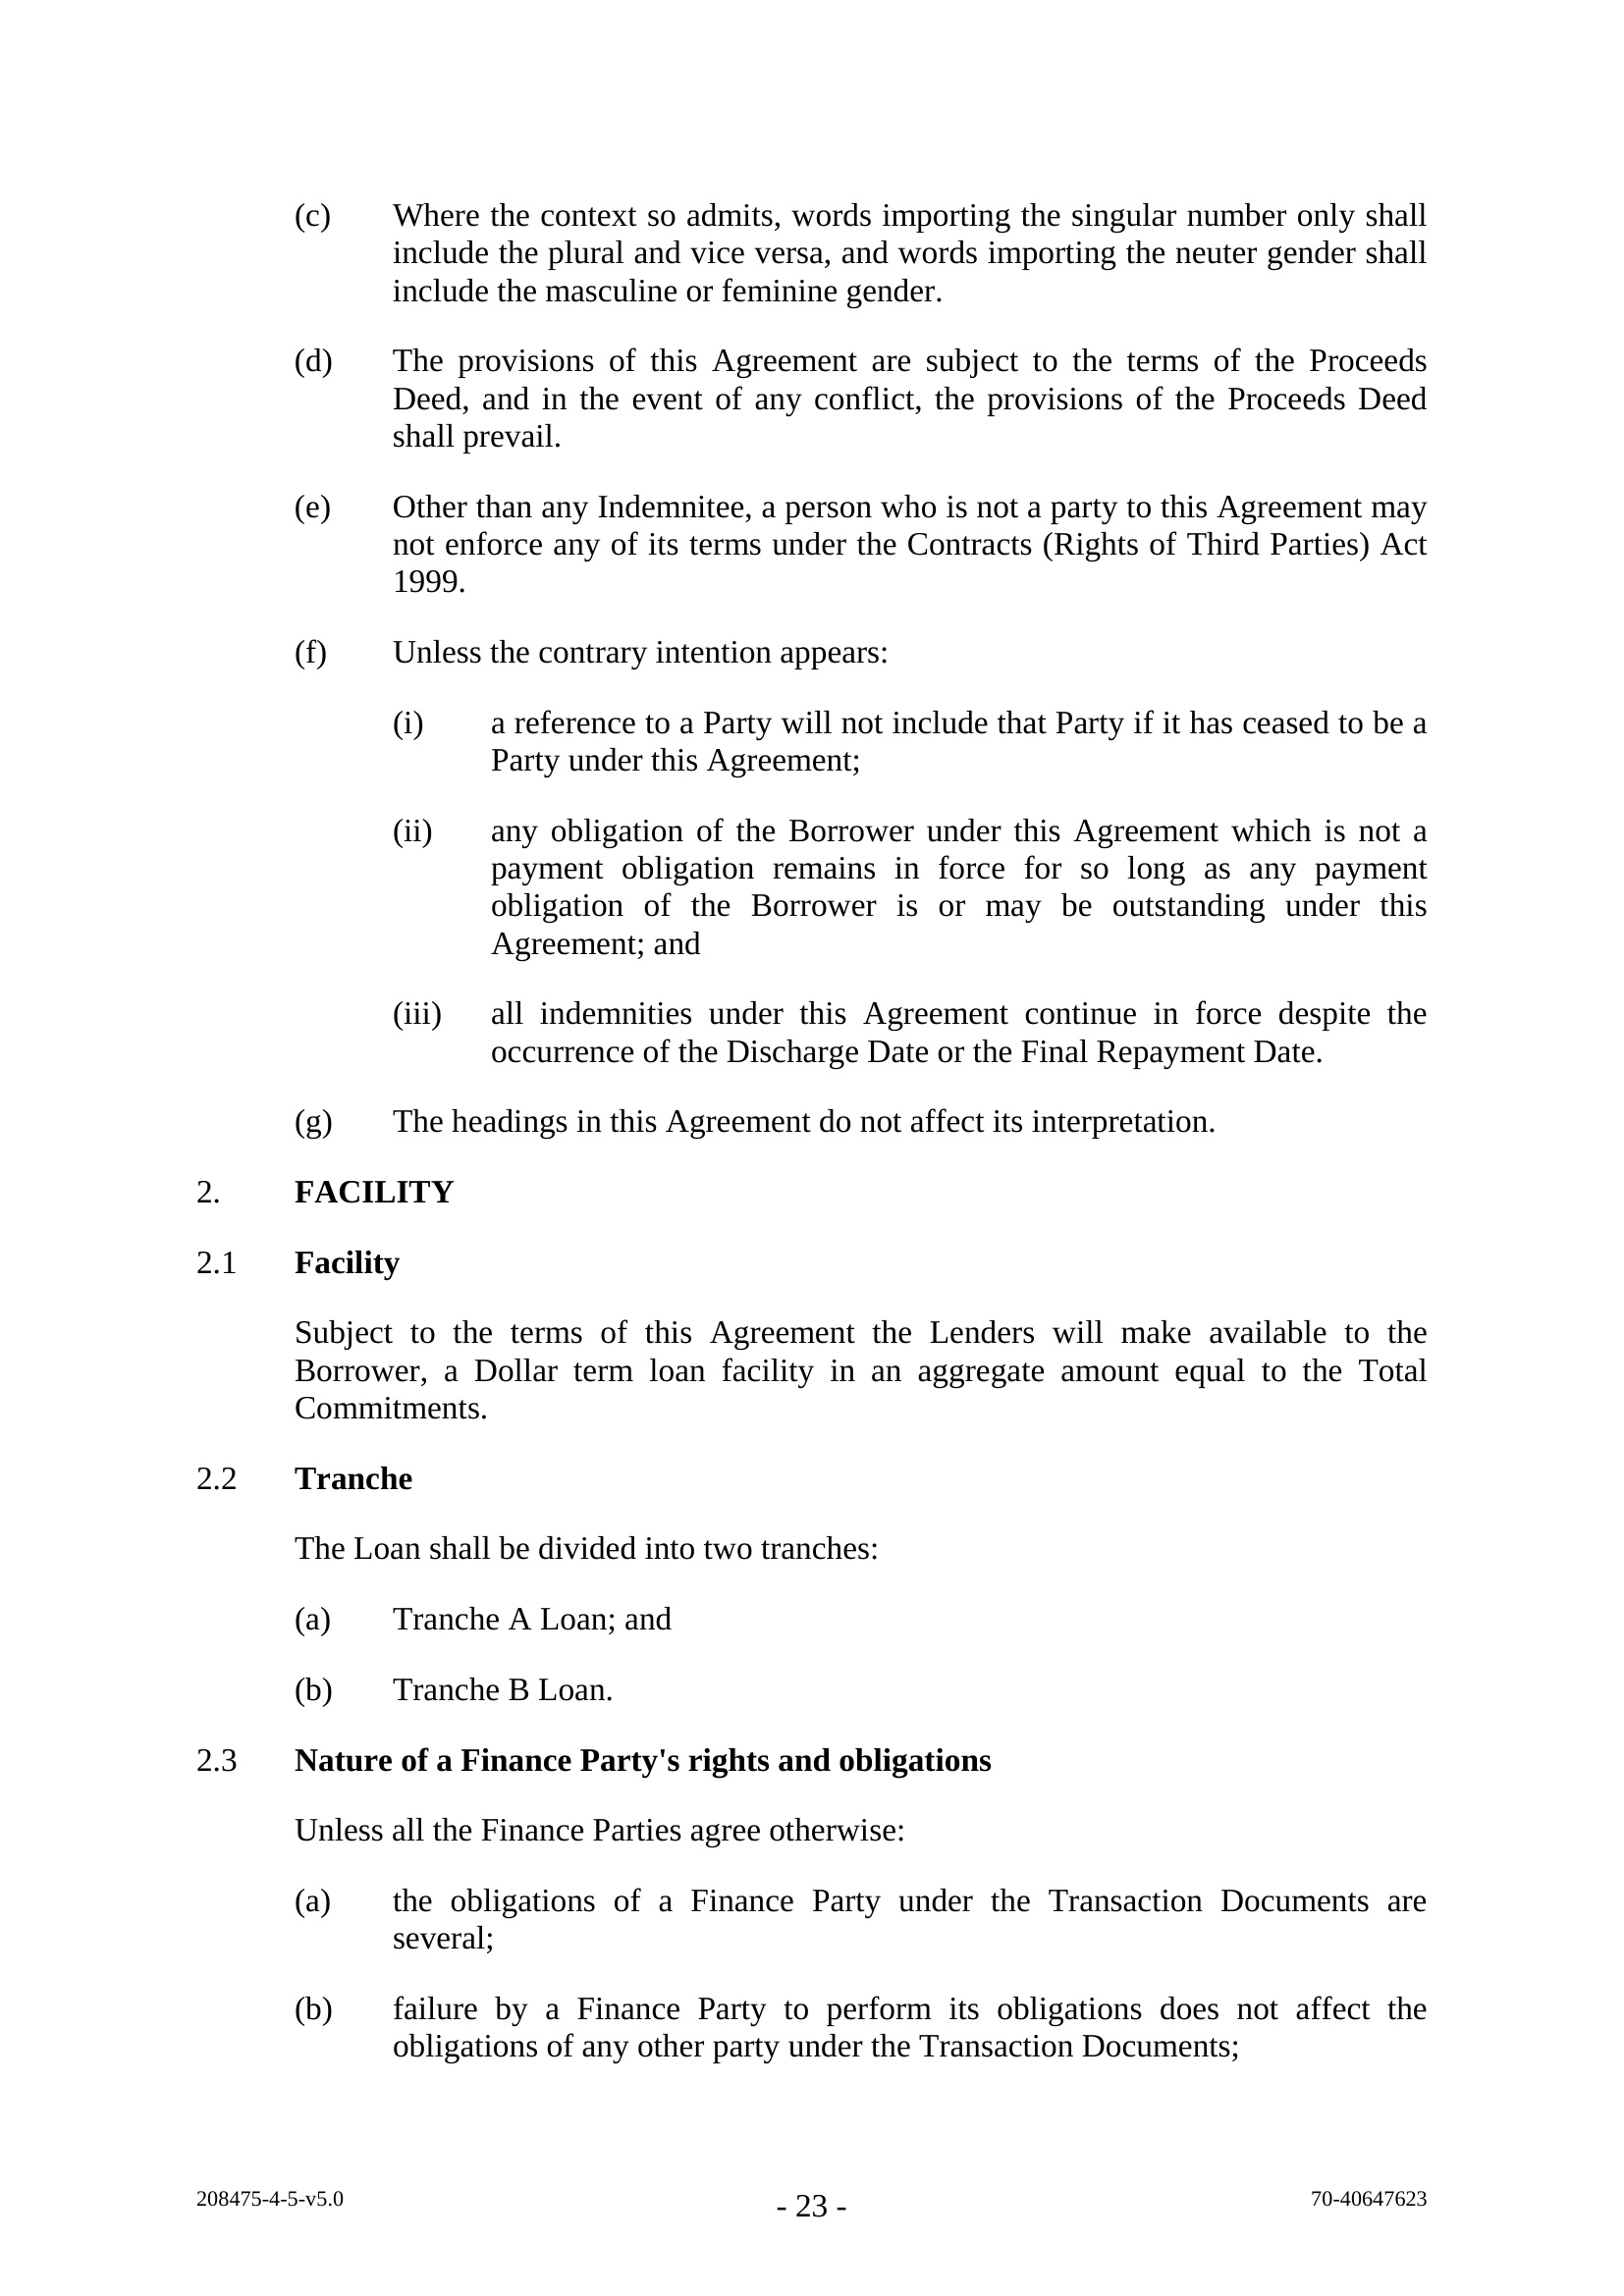 (c) Where the context so admits, words importing the singular number only shall
include the plural and vice versa, and words importing the neuter gender shall
include the masculine or feminine gender.
(d) The provisions of this Agreement are subject to the terms of the Proceeds
Deed, and in the event of any conflict, the provisions of the Proceeds Deed
shall prevail.
(e) Other than any Indemnitee, a person who is not a party to this Agreement may
not enforce any of its terms under the Contracts (Rights of Third Parties) Act
1999.
(f) Unless the contrary intention appears:
(i) a reference to a Party will not include that Party if it has ceased to be a
Party under this Agreement;
(ii) any obligation of the Borrower under this Agreement which is not a
payment obligation remains in force for so long as any payment
obligation of the Borrower is or may be outstanding under this
Agreement; and
(iii) all indemnities under this Agreement continue in force despite the
occurrence of the Discharge Date or the Final Repayment Date.
(g) The headings in this Agreement do not affect its interpretation.
2. FACILITY
2.1 Facility
Subject to the terms of this Agreement the Lenders will make available to the
Borrower, a Dollar term loan facility in an aggregate amount equal to the Total
Commitments.
2.2 Tranche
The Loan shall be divided into two tranches:
(a) Tranche A Loan; and
(b) Tranche B Loan.
2.3 Nature of a Finance Party's rights and obligations
Unless all the Finance Parties agree otherwise:
(a) the obligations of a Finance Party under the Transaction Documents are
several;
(b) failure by a Finance Party to perform its obligations does not affect the
obligations of any other party under the Transaction Documents;
208475-4-5-v5.0 - 23 - 70-40647623